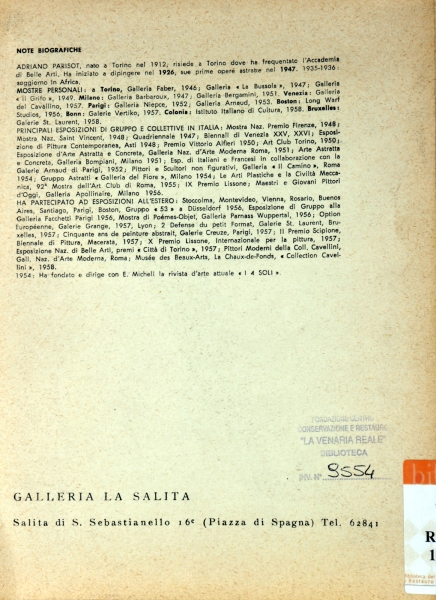 NOTE BIOGRAFICHE
ADRIANO PARISOT, nato a Torino nel 1912, risiede a Torino dove ha frequentato l'Accademia
di Belle Arti. Ha iniziato a dipingere nel 1926, sue prime opere astratte nel 1947. 1935-1936
soggiorno in Africa.
MOSTRE PERSONALI: a Torino, Galleria Faber, 1946; Galleria « La Bussola », 1947; Galleria
« Il Grifo », 1949. Milano: Galleria Barbaroux, 1947; Galleria Bergamini, 1951. Venezia: Galleria
del Cavallino, 1957. Parigi: Galleria Niepce, 1952; Galleria Arnaud, 1953. Boston: Long Warf
Studios, 1956; Bonn: Galerie Vertiko, 1957. Colonia: Istituto Italiano di Cultura, 1958. Bruxelles:
Galerie St. Laurent, 1958.
PRINCIPALI ESPOSIZIONI DI GRUPPO E COLLETTIVE IN ITALIA: Mostra Naz. Premio Firenze, 1948;
Mostra Naz. Saint Vincent, 1948; Quadriennale 1947; Biennali di Venezia XXV, XXVI; Esposi-
zione di Pittura Contemporanea, Asti 1948; Premio Vittorio Alfieri 1950; Art Club Torino, 1950;
Esposizione d'Arte Astratta e Concreta, Galleria Naz. d'Arte Moderna Roma, 1951; Arte Astratta
e Concreta, Galleria Bompiani, Milano 1951; Esp. di Italiani e Francesi in collaborazione con la
Galerie Arnaud di Parigi, 1952; Pittori e Scultori non figurativi, Galleria « il Camino », Roma
1954; Gruppo Astratti - Galleria del Fiore », Milano 1954; Le Arti Plastiche e la Civiltà Mecca-
nica, 92ª Mostra dell'Art Club di Roma, 1955; IX Premio Lissone; Maestri e Giovani Pittori
d'Oggi, Galleria Apollinaire, Milano 1956.
HA PARTECIPATO AD ESPOSIZIONI ALL'ESTERO: Stoccolma, Montevideo, Vienna, Rosario, Buenos
Aires, Santiago, Parigi, Boston, Gruppo « 53 » a Düsseldorf 1956, Esposizione di Gruppo alla
Galleria Facchetti Parigi 1956, Mostra di Poèmes-Objet, Galleria Parnass Wuppertal, 1956; Option
Européenne, Galerie Grange, 1957, Lyon; 2 Defense du petit Format, Galerie St. Laurent, Bru-
xelles, 1957; Cinquante ans de peinture abstrait, Galerie Creuze, Parigi, 1957; II Premio Scipione,
Biennale di Pittura, Macerata, 1957; X Premio Lissone, Internazionale per la pittura, 1957;
Esposizione Naz. di Belle Arti, premi « Città di Torino », 1957; Pittori Moderni della Coll. Cavellini,
Gall. Naz. d'Arte Moderna, Roma; Musée des Beaux-Arts, La Chaux-de-Fonds, « Collection Cavel-
lini », 1958.
1954: Ha fondato e dirige con E. Micheli la rivista d'arte attuale « I 4 SOLI ».
FONDAZIONE CENTRO
CONSERVAZIONE E RESTAURO
"LA VENARIA REALE"
BIBLIOTECA
INV. N° 9554
GALLERIA LA SALITA
Salita di S. Sebastianello 16c (Piazza di Spagna) Tel. 62841
bi
R
1